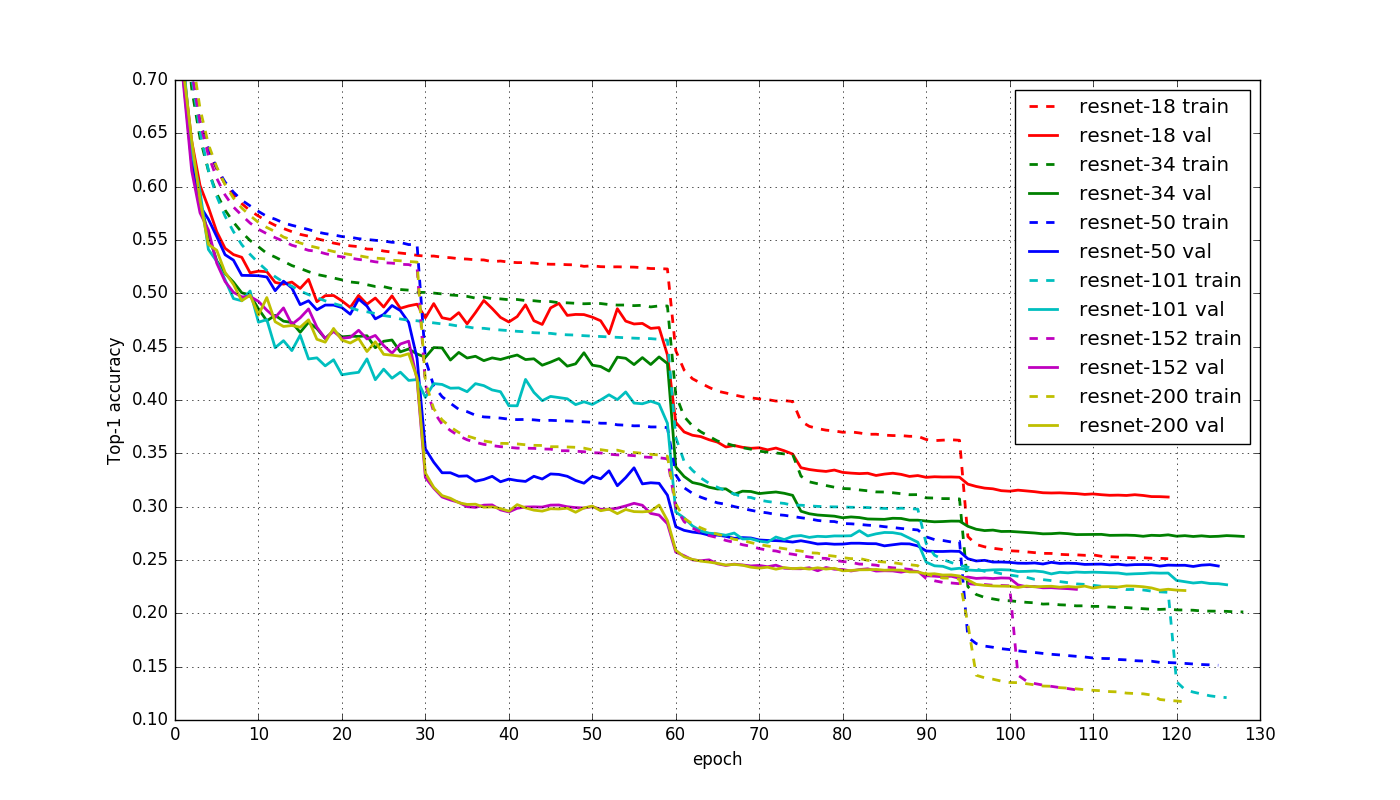 0.70
0.65
0.60
0.55
0.50
0.45
0.40
0.35
0.30
0.25
0.20
0.15
0.10
Top-1 accuracy
resnet-18 train
resnet-18 val
resnet-34 train
resnet-34 val
resnet-50 train
resnet-50 val
resnet-101 train
resnet-101 val
resnet-152 train
resnet-152 val
resnet-200 train
resnet-200 val
0 10 20 30 40 50 60 70 80 90 100 110 120 130
epoch